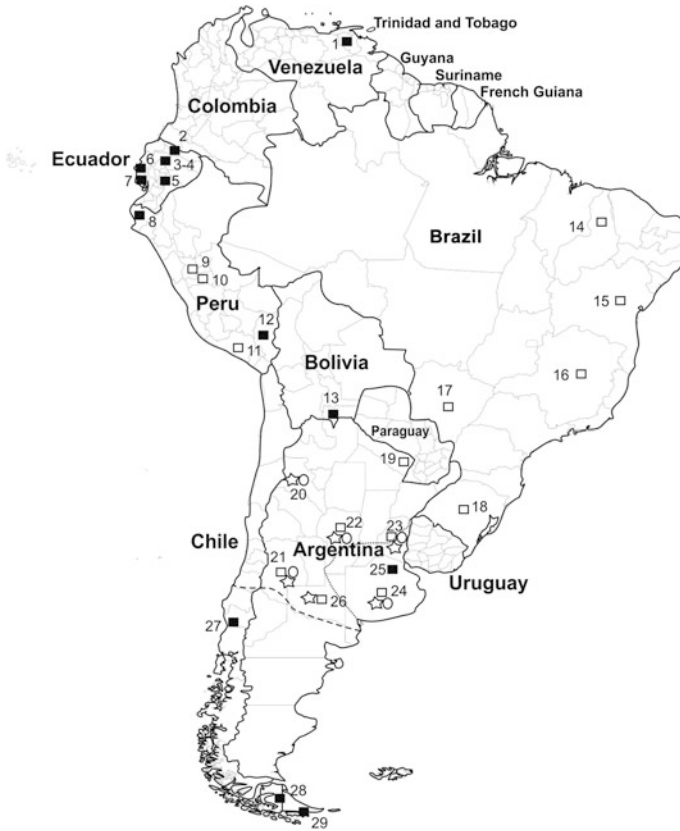 Trinidad and Tobago
1
Guyana
Venezuela
Suriname
French Guiana
Colombia
2
Ecuador
6
3-4
7
5
8
14
Brazil
9
10
15
Peru
12
11
Bolivia
16
13
17
Paraguay
19
20
18
22
23
Chile
Argentina
21
25
Uruguay
24
26
27
28
29